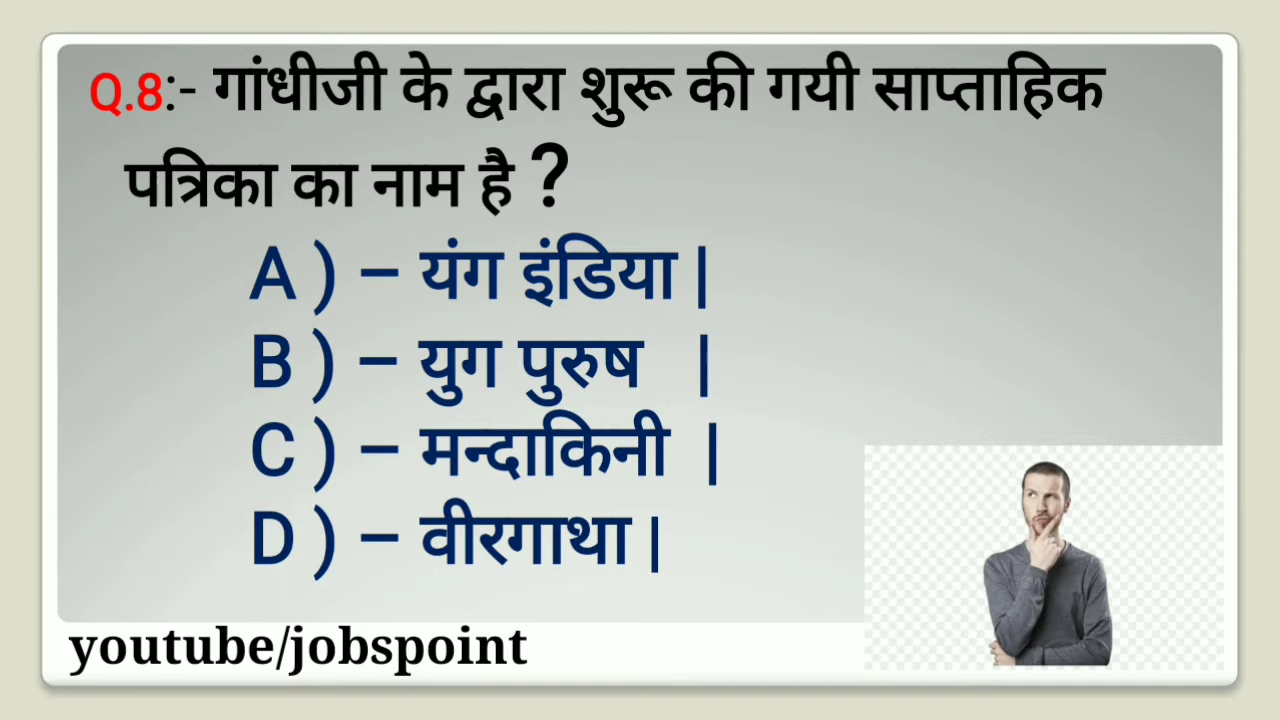 Q.8:- गांधीजी के द्वारा शुरू की गयी साप्ताहिक
पत्रिका का नाम है ?
A ) – यंग इंडिया |
B ) – युग पुरुष |
C ) – मन्दाकिनी |
D ) – वीरगाथा |
youtube/jobspoint